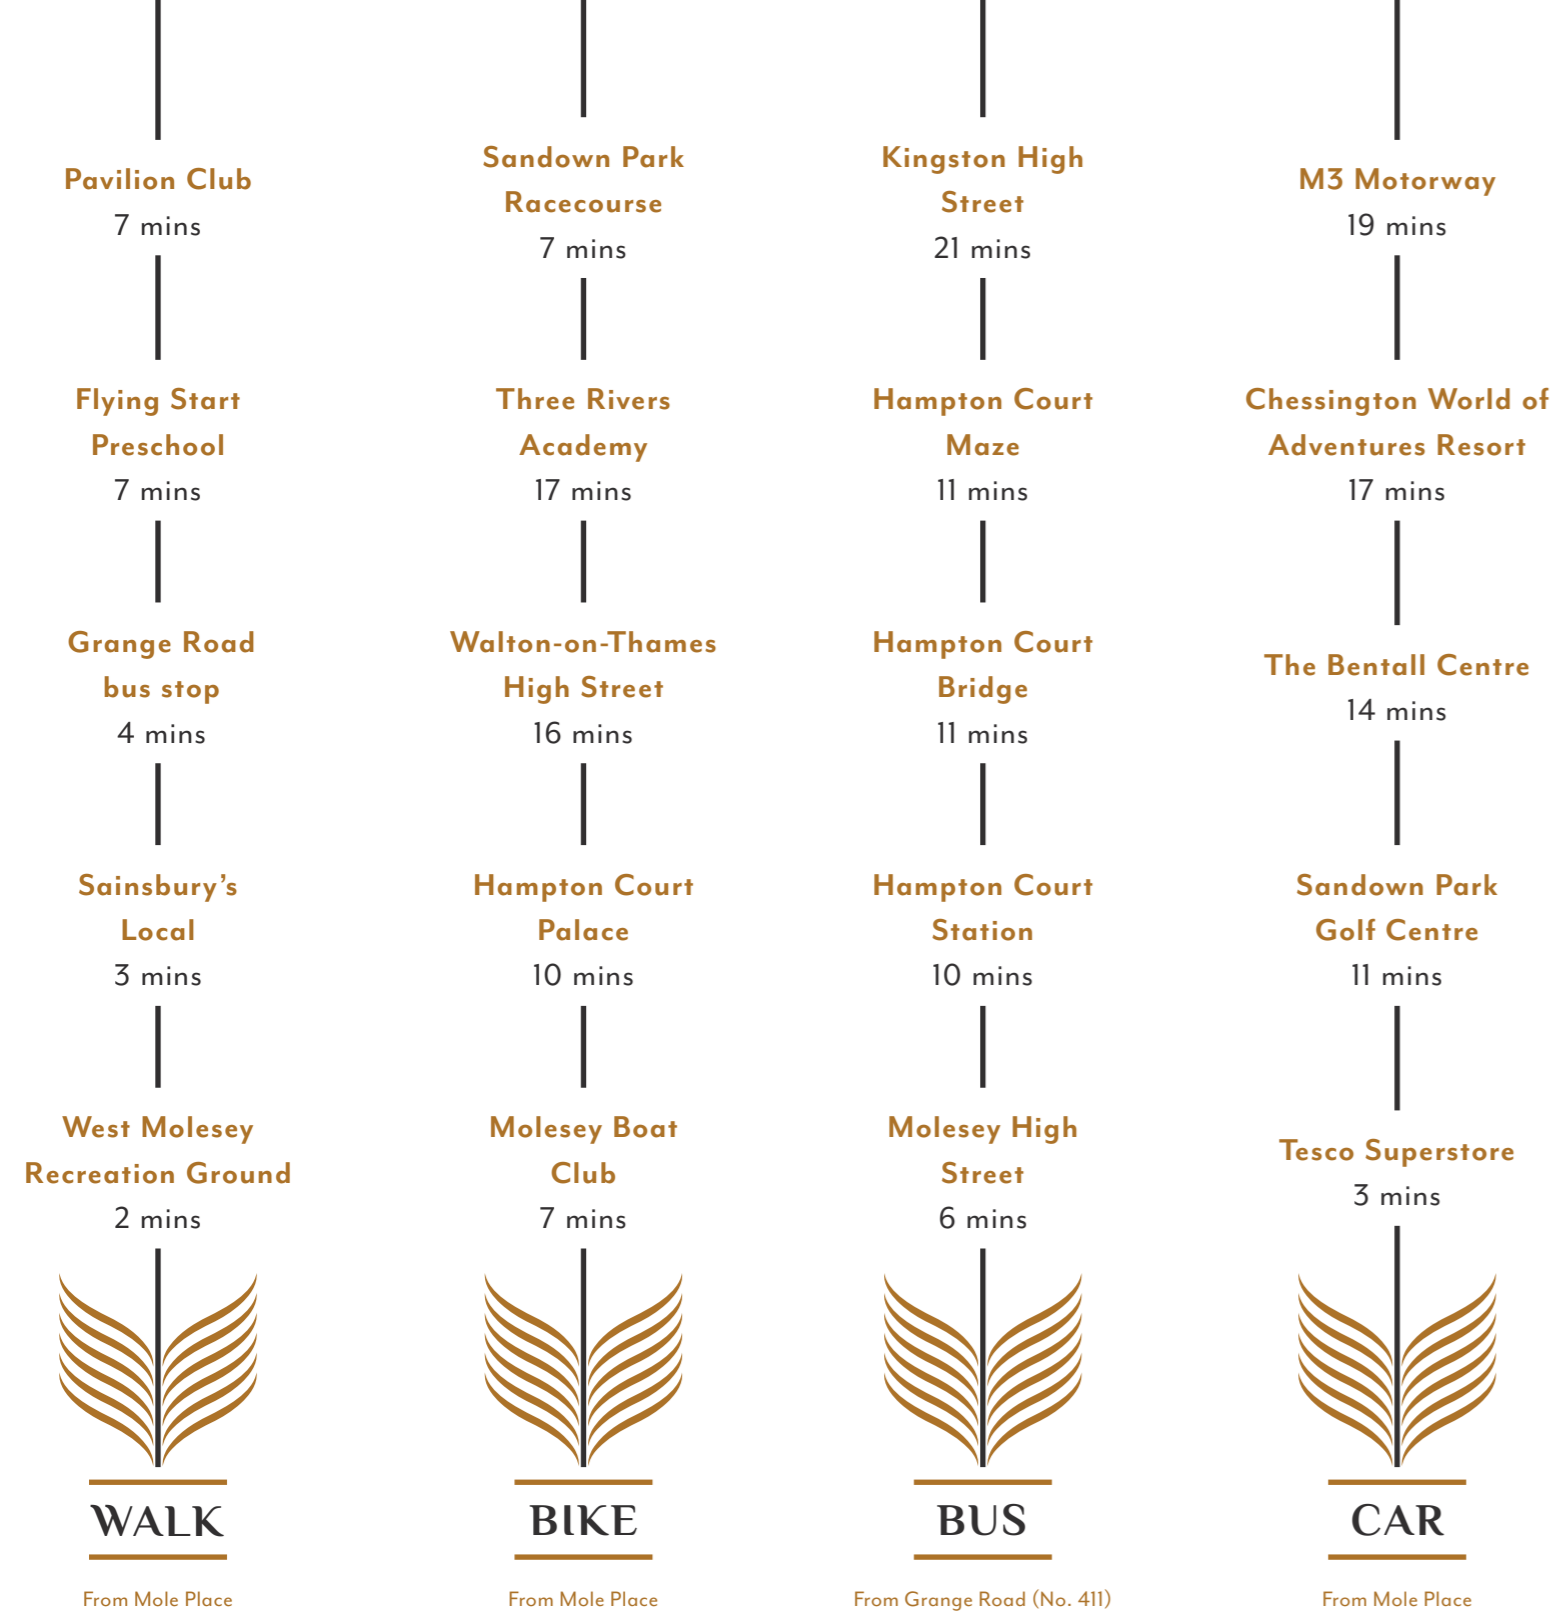 Pavilion Club
7 mins
Flying Start
Preschool
7 mins
Grange Road
bus stop
4 mins
Sainsbury’s
Local
3 mins
West Molesey
Recreation Ground
2 mins
WALK
From Mole Place
Sandown Park
Racecourse
7 mins
Three Rivers
Academy
17 mins
Walton-on-Thames
High Street
16 mins
Hampton Court
Palace
10 mins
Molesey Boat
Club
7 mins
BIKE
From Mole Place
Kingston High
Street
21 mins
Hampton Court
Maze
11 mins
Hampton Court
Bridge
11 mins
Hampton Court
Station
10 mins
Molesey High
Street
6 mins
BUS
From Grange Road (No. 411)
M3 Motorway
19 mins
Chessington World of
Adventures Resort
17 mins
The Bentall Centre
14 mins
Sandown Park
Golf Centre
11 mins
Tesco Superstore
3 mins
CAR
From Mole Place